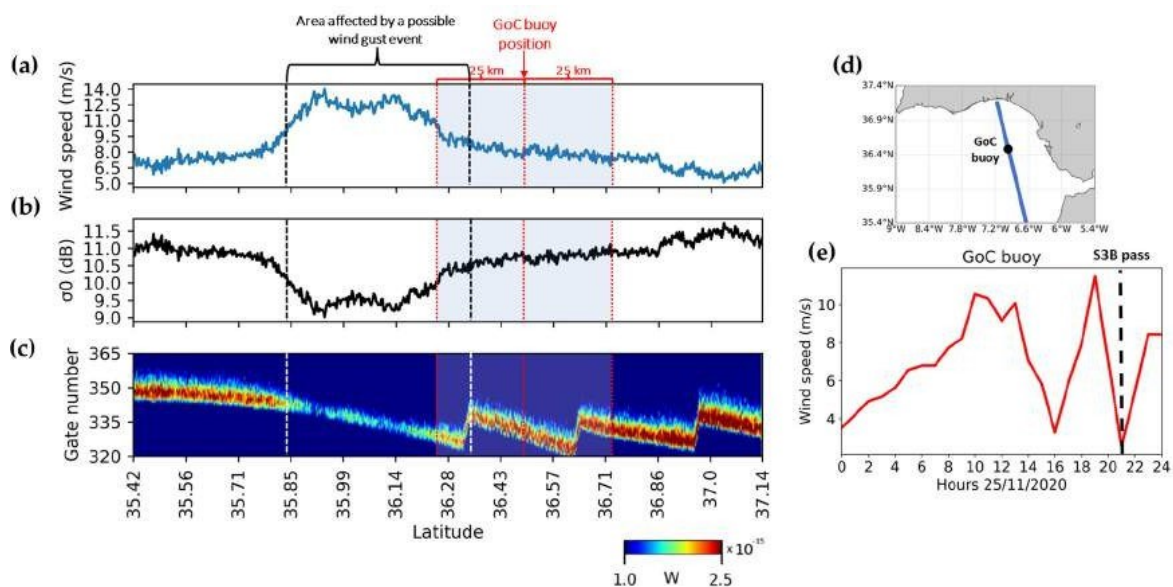 Area affected by a possible
wind gust event
GoC buoy
position
25 km
25 km
(a)
Wind speed (m/s)
14.0
12.5
11.0
9.5
8.0
6.5
5.0
(b)
σ0 (dB)
11.5
11.0
10.5
10.0
9.5
9.0
(c)
Gate number
365
350
335
320
35.42
35.56
35.71
35.85
35.99
36.14
36.28
36.43
36.57
36.71
36.86
37.0
37.14
Latitude
x 10⁻¹⁵
1.0
W
2.5
(d)
37.4°N
36.9°N
36.4°N
35.9°N
35.4°N
GoC
buoy
9°W
8.4°W
7.8°W
7.2°W
6.6°W
6°W
5.4°W
(e)
GoC buoy
S3B pass
Wind speed (m/s)
10
8
6
4
0
2
4
6
8
10
12
14
16
18
20
22
24
Hours 25/11/2020